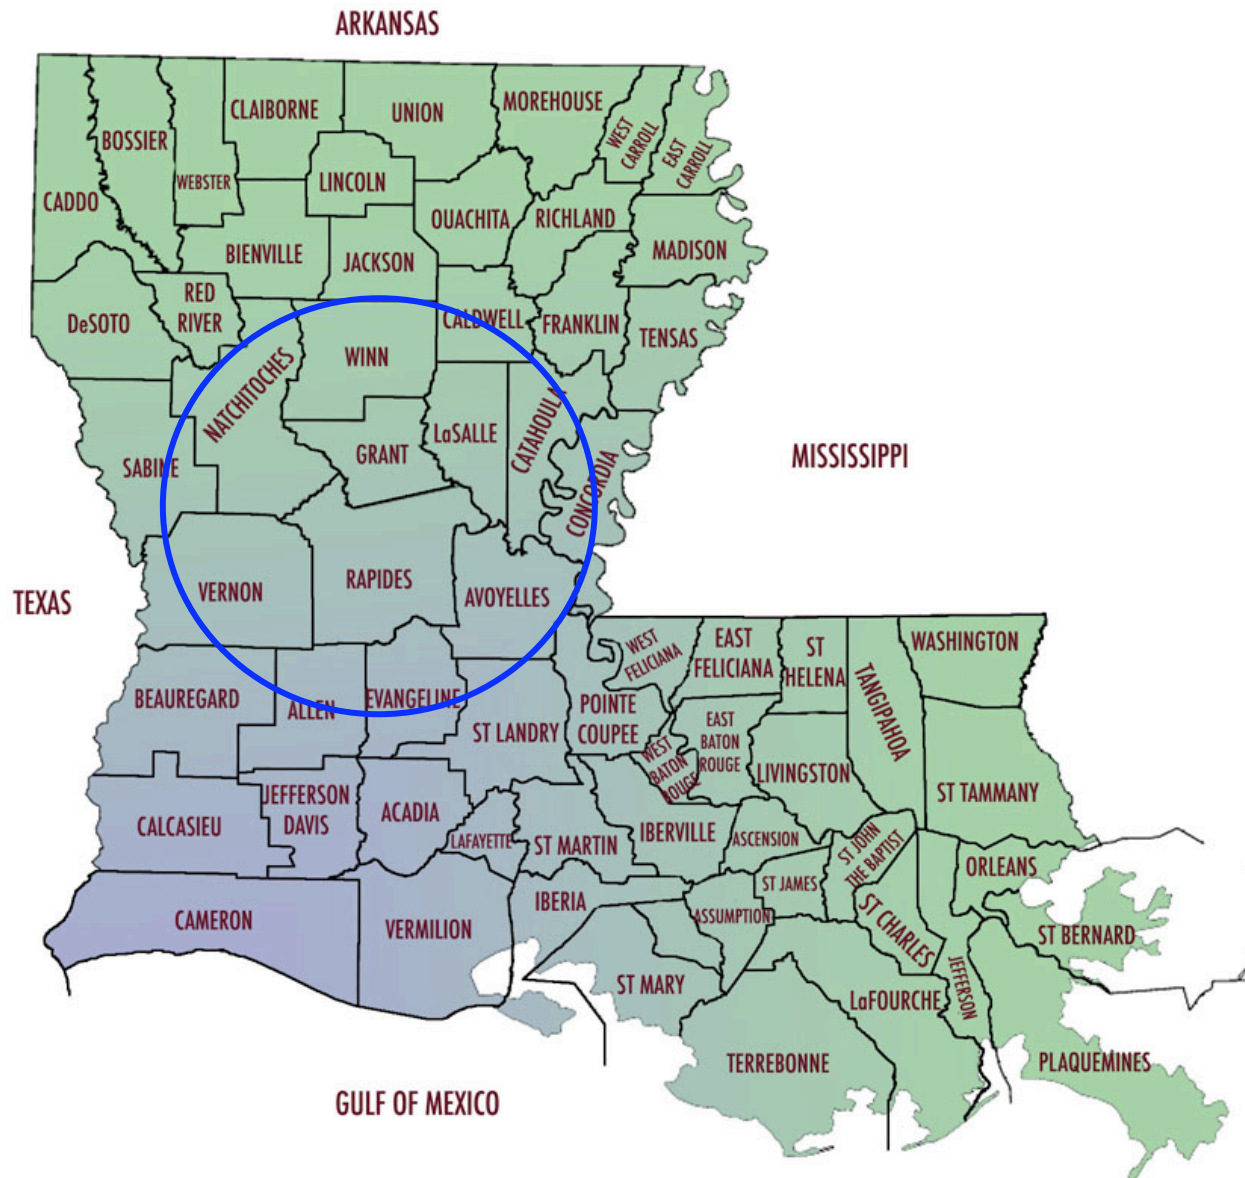 ARKANSAS
CLAIBORNE
UNION
MOREHOUSE
BOSSIER
WEST
CARROLL
EAST
CARROLL
WEBSTER
LINCOLN
CADDO
OUACHITA
RICHLAND
BIENVILLE
JACKSON
MADISON
RED
RIVER
DeSOTO
CALDWELL
FRANKLIN
TENSAS
WINN
NATCHITOCHES
LaSALLE
CATAHOULA
GRANT
SABINE
CONCORDIA
MISSISSIPPI
VERNON
RAPIDES
AVOYELLES
TEXAS
WEST
FELICIANA
EAST
FELICIANA
ST
HELENA
TANGIPAHOA
WASHINGTON
BEAUREGARD
ALLEN
EVANGELINE
ST LANDRY
POINTE
COUPEE
WEST
BATON
ROUGE
EAST
BATON
ROUGE
LIVINGSTON
ST TAMMANY
CALCASIEU
JEFFERSON
DAVIS
ACADIA
LAFAYETTE
ST MARTIN
IBERVILLE
ASCENSION
ST JOHN
THE BAPTIST
ORLEANS
ST JAMES
CAMERON
VERMILION
IBERIA
ASSUMPTION
ST CHARLES
ST BERNARD
ST MARY
LaFOURCHE
JEFFERSON
TERREBONNE
PLAQUEMINES
GULF OF MEXICO